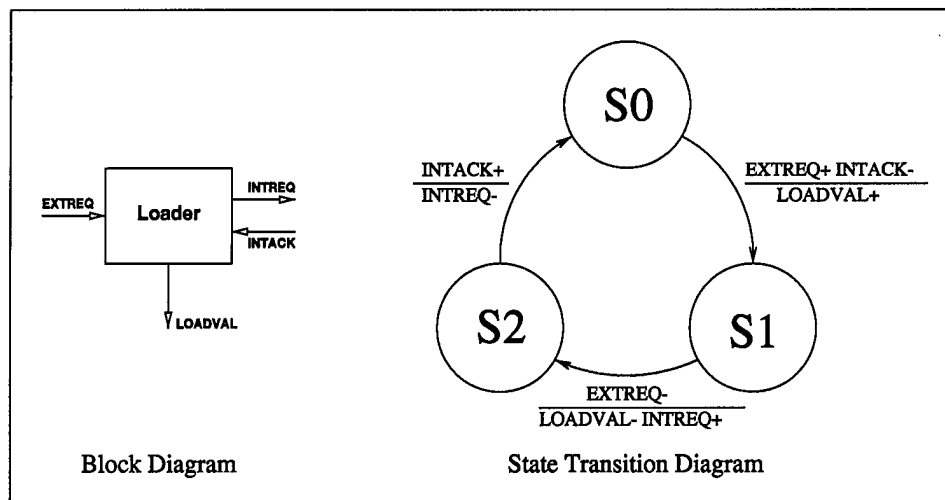 S0
INTACK+
INTREQ-
EXTREQ+ INTACK-
LOADVAL+
EXTREQ
Loader
INTREQ
INTACK
LOADVAL
S2
S1
EXTREQ-
LOADVAL- INTREQ+
Block Diagram
State Transition Diagram